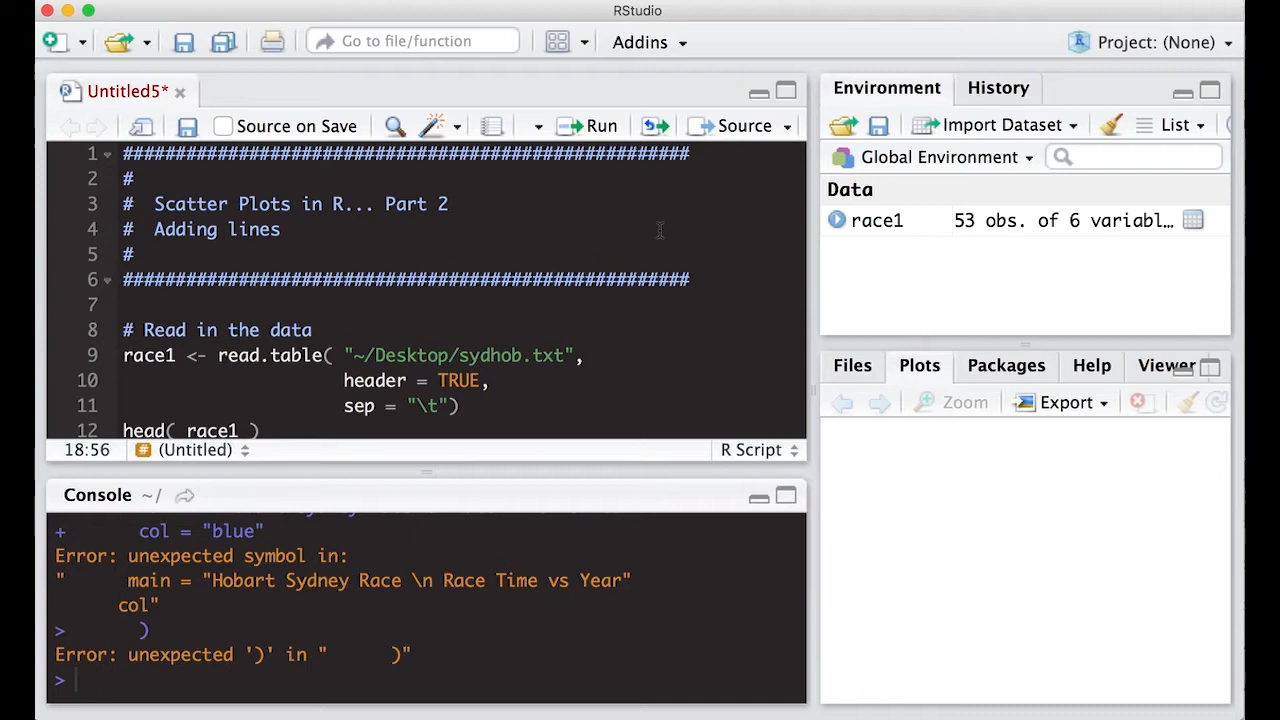 RStudio
Go to file/function
Addins
Project: (None)
Untitled5*
Source on Save
Run
Source
1 ######################################################
2 #
3 #  Scatter Plots in R... Part 2
4 #  Adding lines
5 #
6 ######################################################
7
8 # Read in the data
9 race1 <- read.table( "~/Desktop/sydhob.txt",
10 header = TRUE,
11 sep = "\t")
12 head( race1 )
18:56
# (Untitled)
R Script
Console ~/
+ col = "blue"
Error: unexpected symbol in:
"      main = "Hobart Sydney Race \n Race Time vs Year"
col"
> )
Error: unexpected ')' in "      )"
>
Environment
History
Import Dataset
List
Global Environment
Data
race1 53 obs. of 6 variabl…
Files
Plots
Packages
Help
Viewer
Zoom
Export